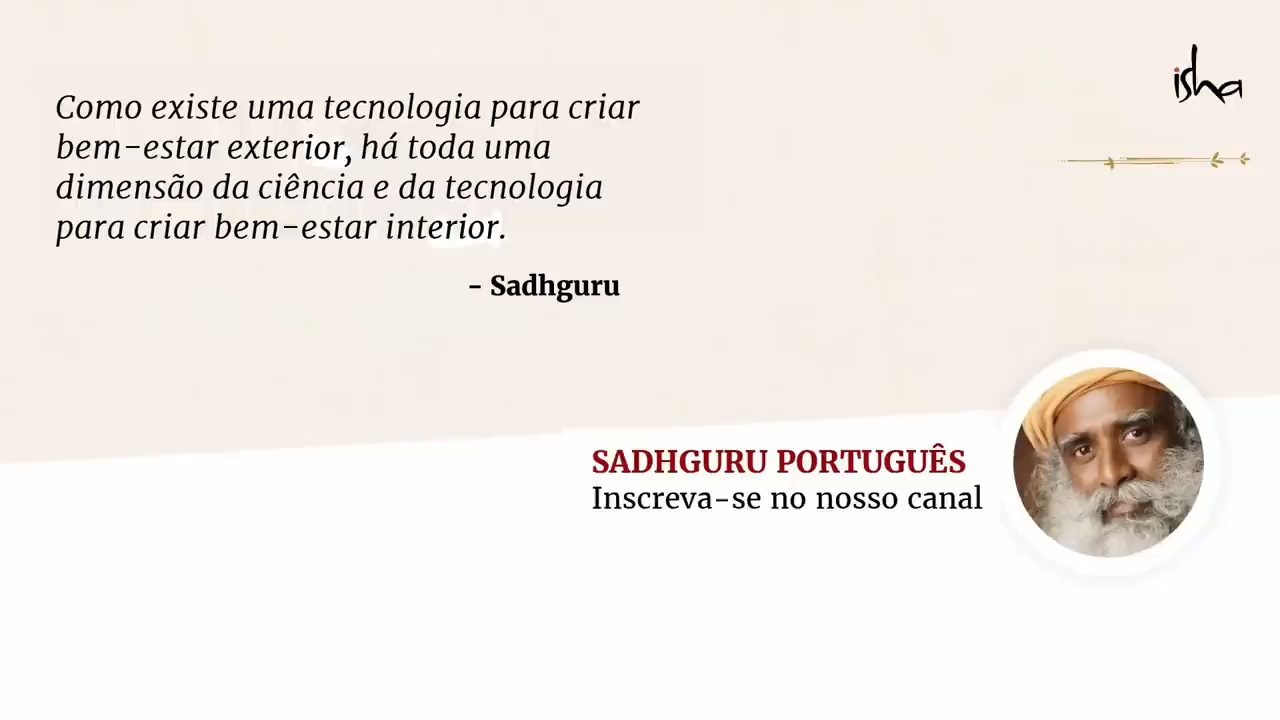 isha
Como existe uma tecnologia para criar
bem-estar exterior, há toda uma
dimensão da ciência e da tecnologia
para criar bem-estar interior.
- Sadhguru
SADHGURU PORTUGUÊS
Inscreva-se no nosso canal